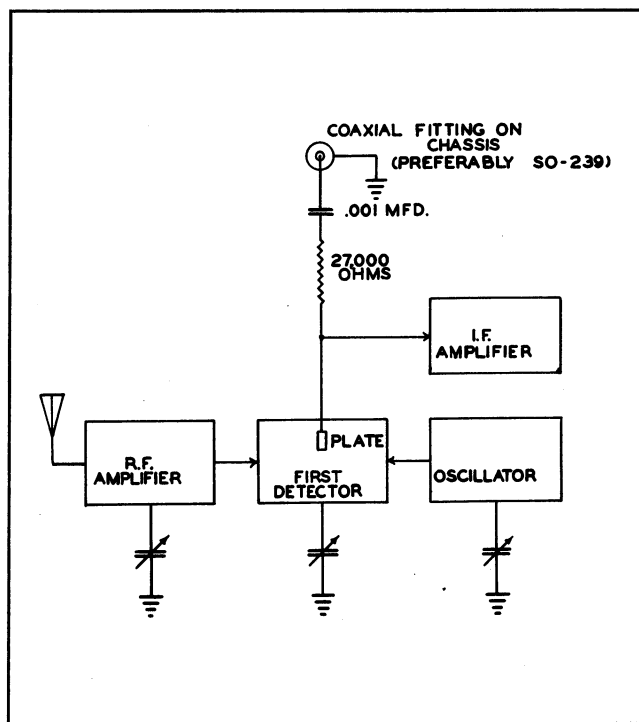 COAXIAL FITTING ON
CHASSIS
(PREFERABLY SO-239)
.001 MFD.
27,000
OHMS
I.F.
AMPLIFIER
PLATE
R.F.
AMPLIFIER
FIRST
DETECTOR
OSCILLATOR